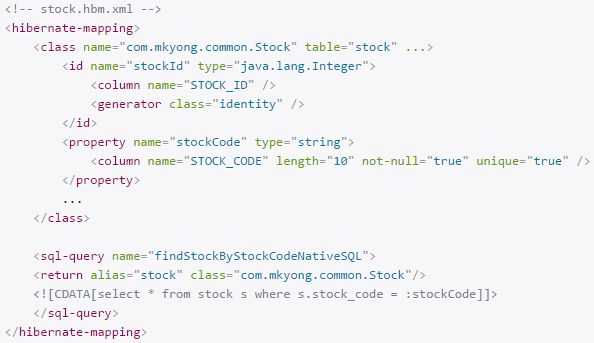 <!-- stock.hbm.xml -->
<hibernate-mapping>
    <class name="com.mkyong.common.Stock" table="stock" ...>
        <id name="stockId" type="java.lang.Integer">
            <column name="STOCK_ID" />
            <generator class="identity" />
        </id>
        <property name="stockCode" type="string">
            <column name="STOCK_CODE" length="10" not-null="true" unique="true" />
        </property>
        ...
    </class>

    <sql-query name="findStockByStockCodeNativeSQL">
    <return alias="stock" class="com.mkyong.common.Stock"/>
    <![CDATA[select * from stock s where s.stock_code = :stockCode]]>
    </sql-query>
</hibernate-mapping>